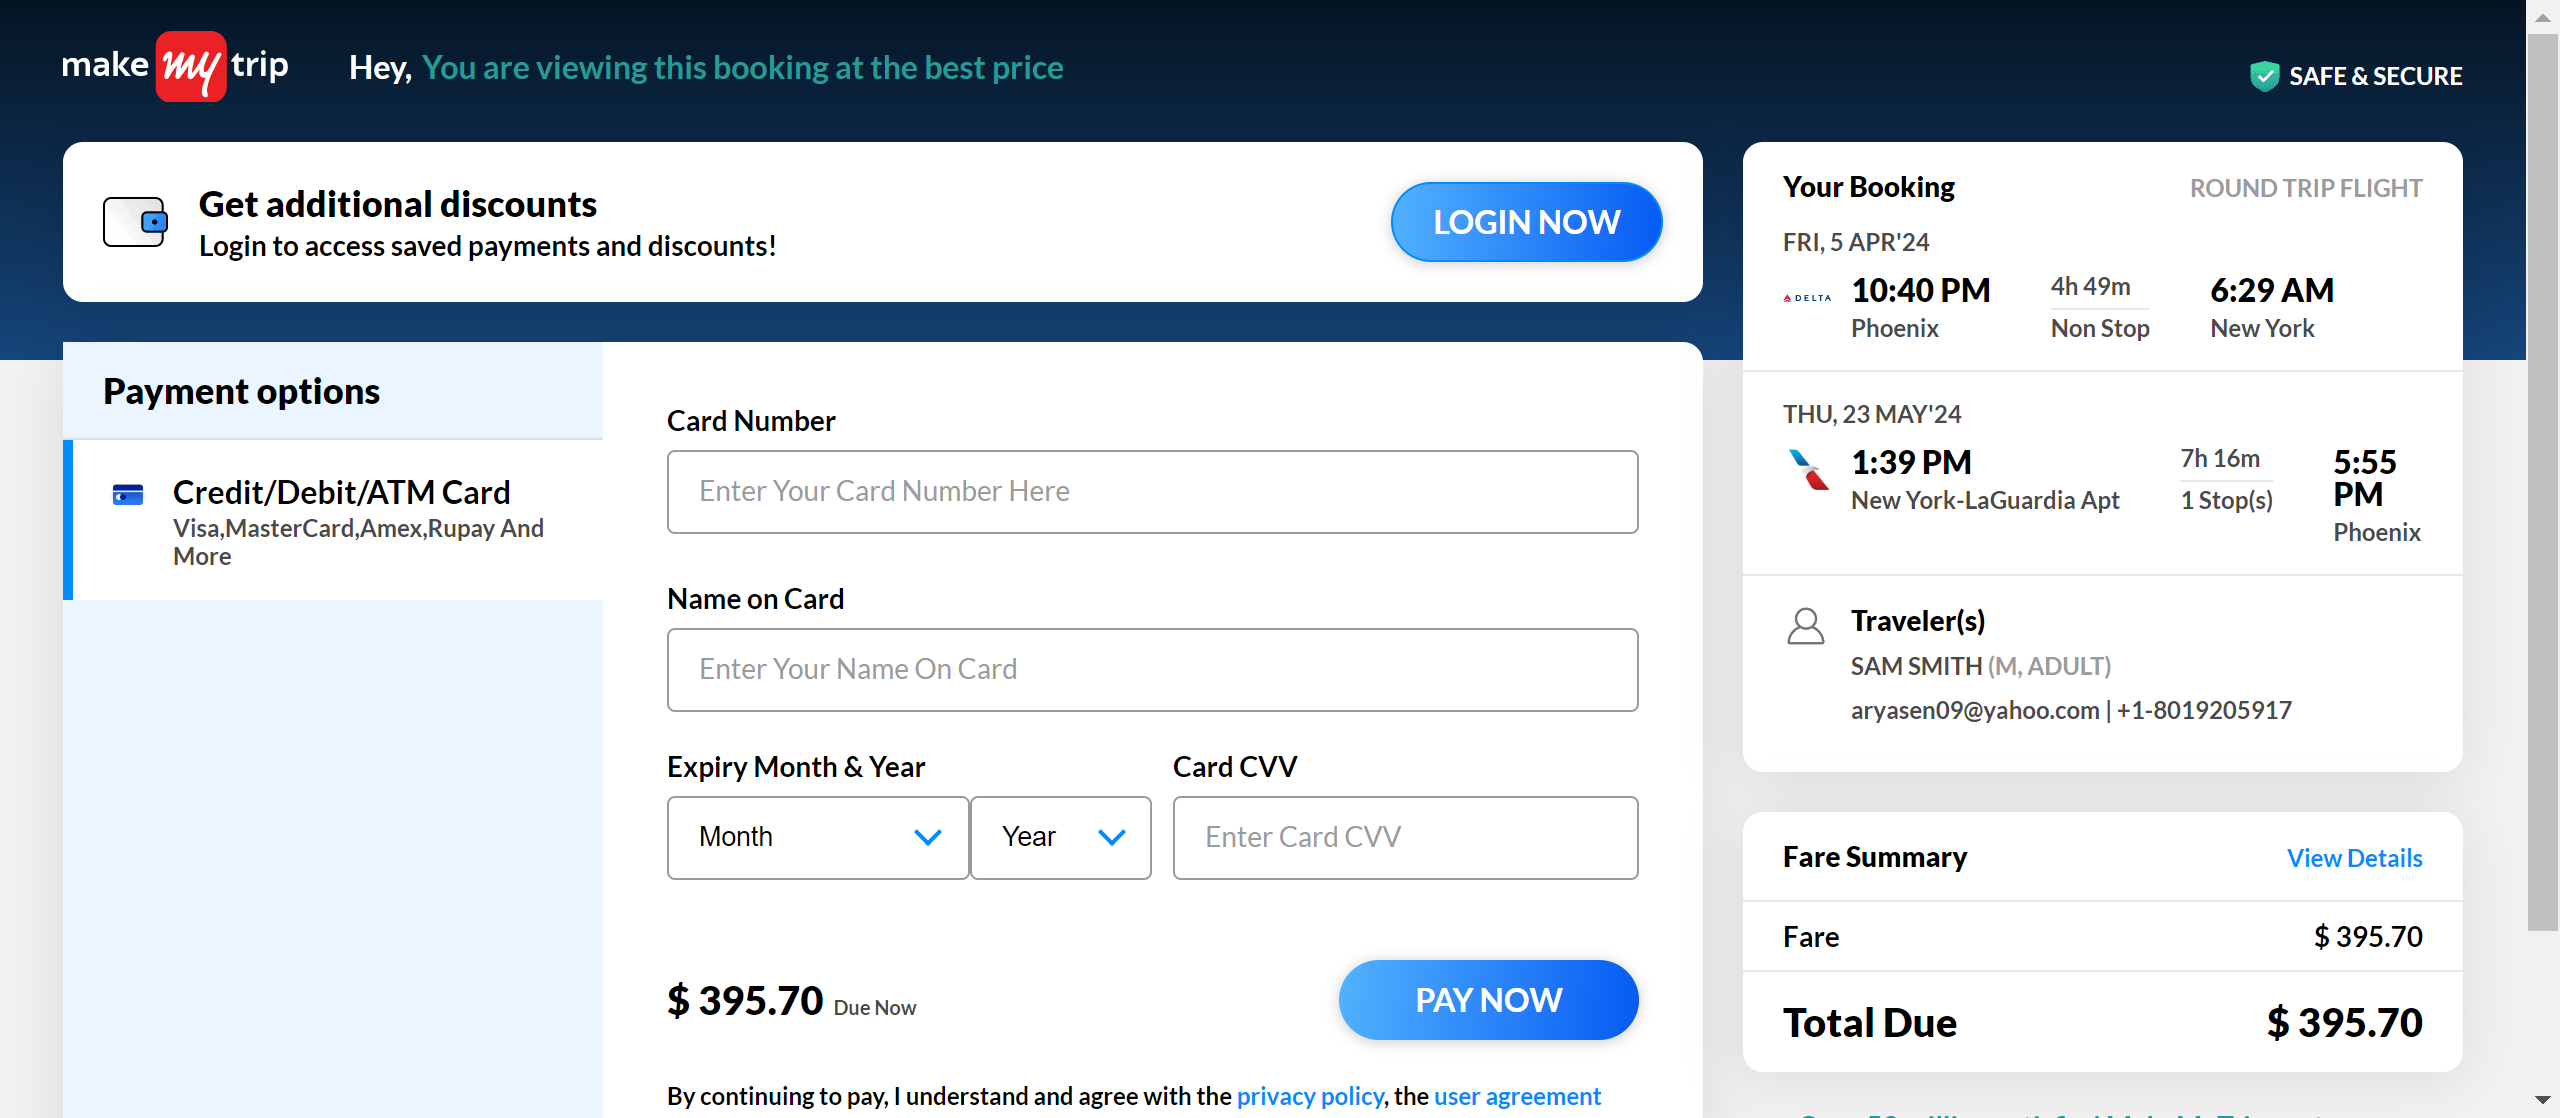 make my trip
Hey, You are viewing this booking at the best price
SAFE & SECURE
Get additional discounts
Login to access saved payments and discounts!
LOGIN NOW
Payment options
Credit/Debit/ATM Card
Visa,MasterCard,Amex,Rupay And
More
Card Number
Enter Your Card Number Here
Name on Card
Enter Your Name On Card
Expiry Month & Year
Card CVV
Month
Year
Enter Card CVV
$ 395.70 Due Now
PAY NOW
By continuing to pay, I understand and agree with the privacy policy, the user agreement
Your Booking
ROUND TRIP FLIGHT
FRI, 5 APR'24
DELTA
10:40 PM
Phoenix
4h 49m
Non Stop
6:29 AM
New York
THU, 23 MAY'24
1:39 PM
New York-LaGuardia Apt
7h 16m
1 Stop(s)
5:55
PM
Phoenix
Traveler(s)
SAM SMITH (M, ADULT)
aryasen09@yahoo.com | +1-8019205917
Fare Summary
View Details
Fare
$ 395.70
Total Due
$ 395.70